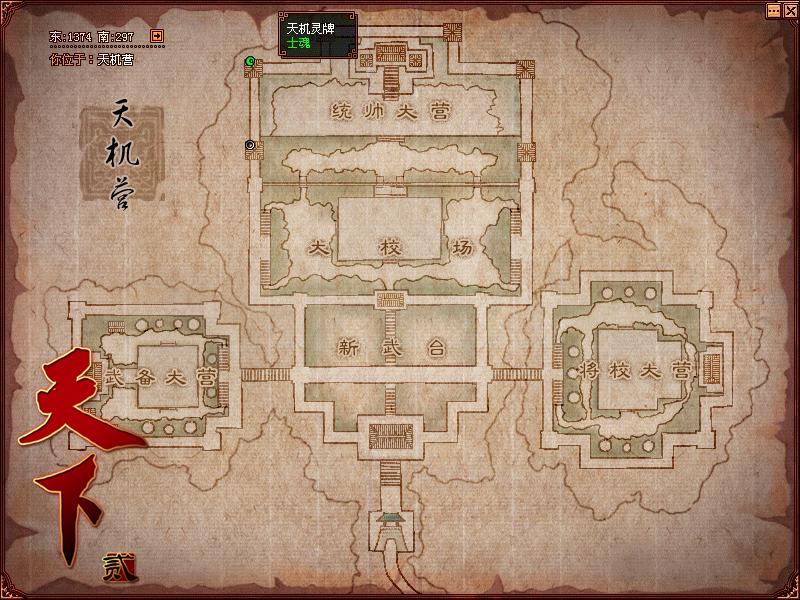 东:1374 南:297
你位于：天机营
天机灵牌
士魂
天机营
统帅大营
大校场
新武台
武备大营
将校大营
天下
贰